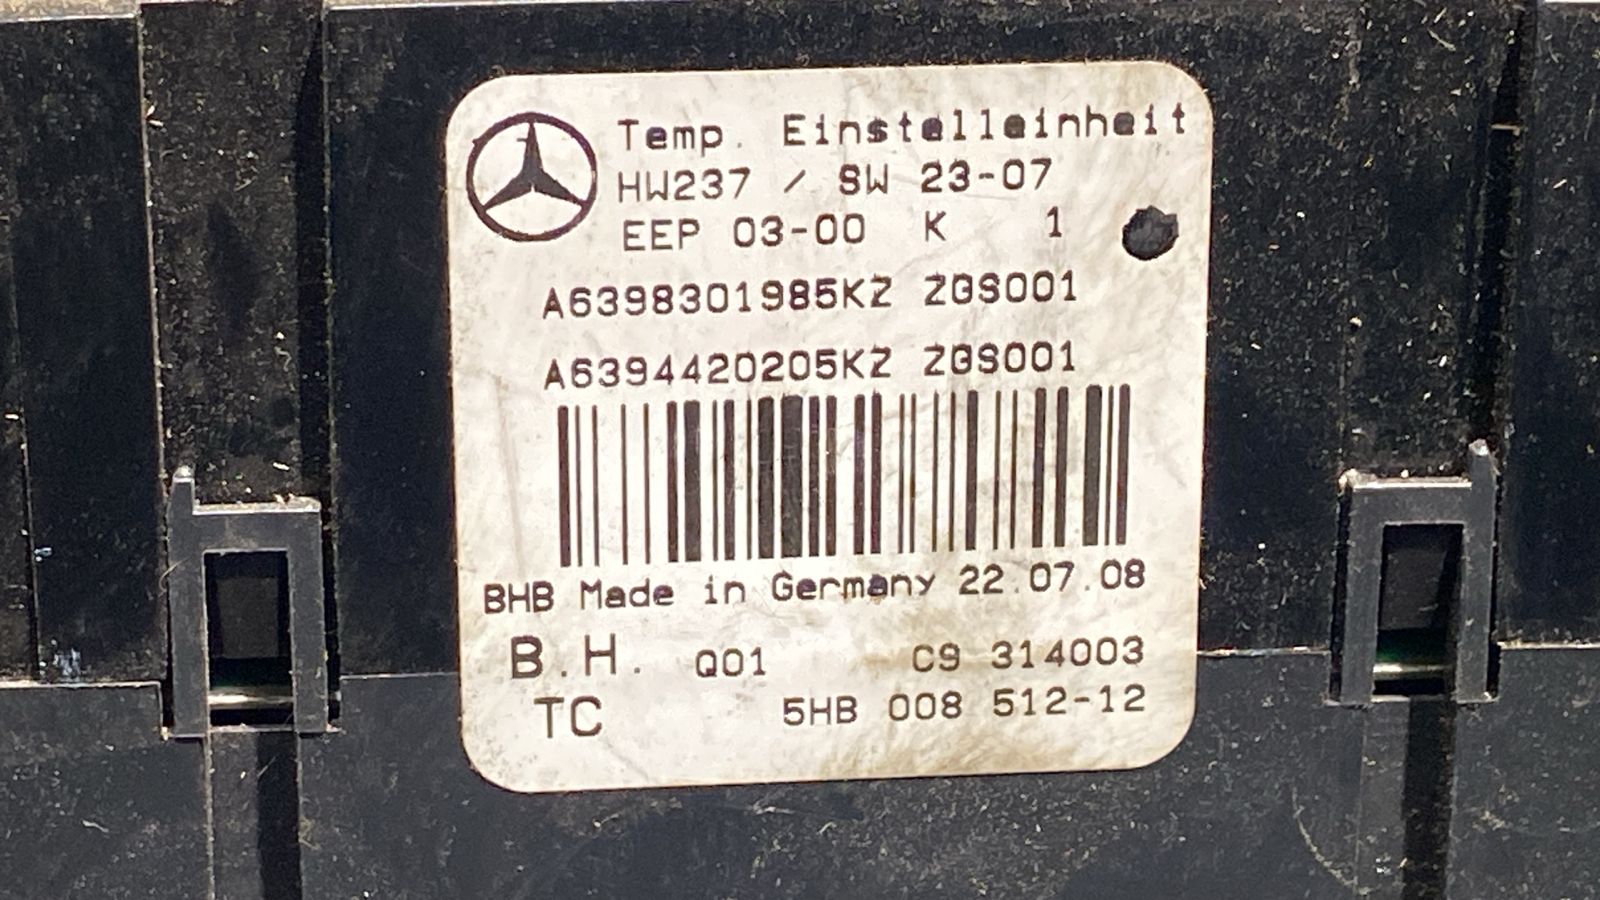 Temp. Einstelleinheit
HW237 / SW 23-07
EEP 03-00 K 1
A6398301985KZ ZGS001
A6394420205KZ ZGS001
BHB Made in Germany 22.07.08
B.H. Q01 C9 314003
TC 5HB 008 512-12